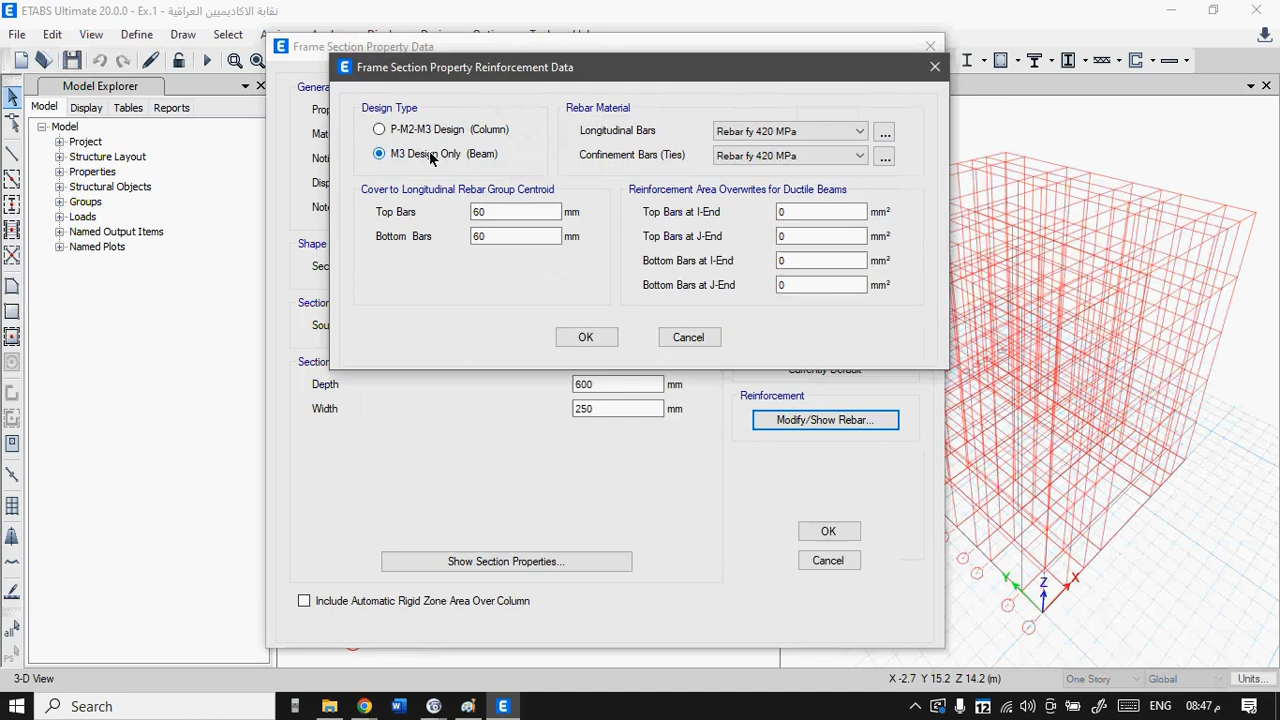 ETABS Ultimate 20.0.0 - Ex.1 - نقابة الاكاديميين العراقية
File Edit View Define Draw Select
Model Explorer
Model Display Tables Reports
Model
Project
Structure Layout
Properties
Structural Objects
Groups
Loads
Named Output Items
Named Plots
Frame Section Property Data
Frame Section Property Reinforcement Data
Design Type
P-M2-M3 Design (Column)
M3 Design Only (Beam)
Rebar Material
Longitudinal Bars Rebar fy 420 MPa ...
Confinement Bars (Ties) Rebar fy 420 MPa ...
Cover to Longitudinal Rebar Group Centroid
Top Bars 60 mm
Bottom Bars 60 mm
Reinforcement Area Overwrites for Ductile Beams
Top Bars at I-End 0 mm²
Top Bars at J-End 0 mm²
Bottom Bars at I-End 0 mm²
Bottom Bars at J-End 0 mm²
OK Cancel
Shape
Section
Depth 600 mm
Width 250 mm
Currently Default
Reinforcement
Modify/Show Rebar...
OK
Cancel
Show Section Properties...
Include Automatic Rigid Zone Area Over Column
Y Z X
3-D View X -2.7 Y 15.2 Z 14.2 (m) One Story Global Units...
Search 12 ENG 08:47 م